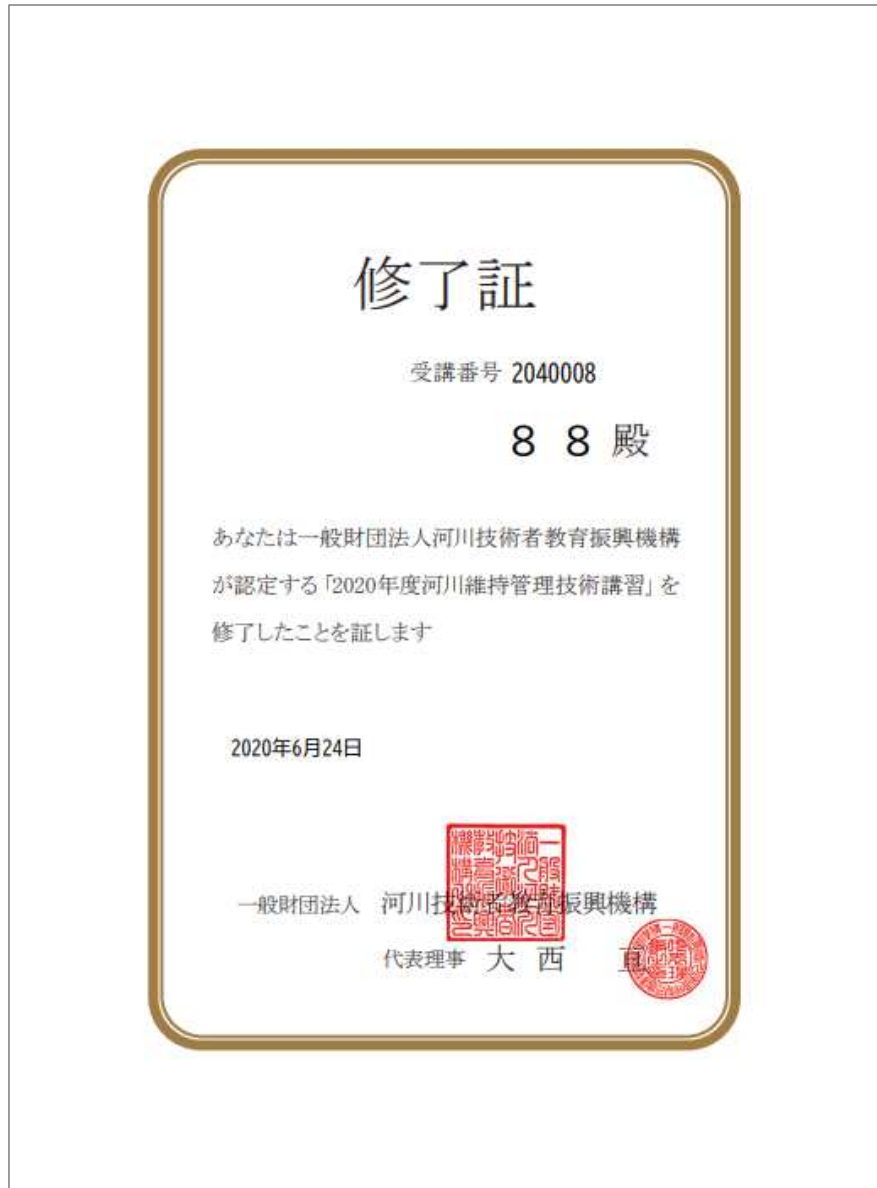 修了証
受講番号 2040008
８ ８ 殿
あなたは一般財団法人河川技術者教育振興機構
が認定する「2020年度河川維持管理技術講習」を
修了したことを証します
2020年6月24日
一般財団法人 河川技術者教育振興機構
代表理事 大 西 亘